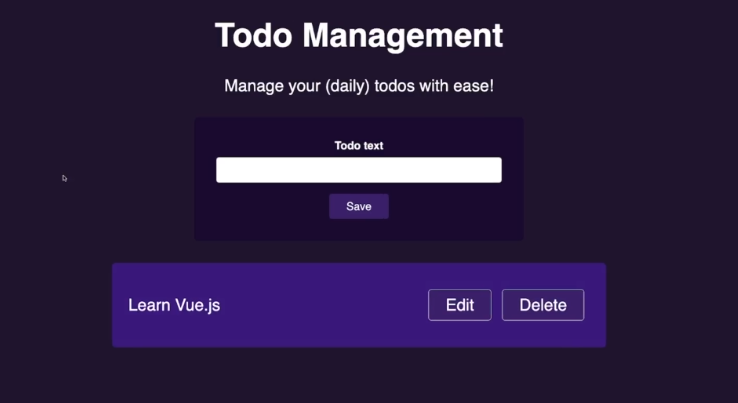 Todo Management
Manage your (daily) todos with ease!
Todo text
Save
Learn Vue.js
Edit
Delete